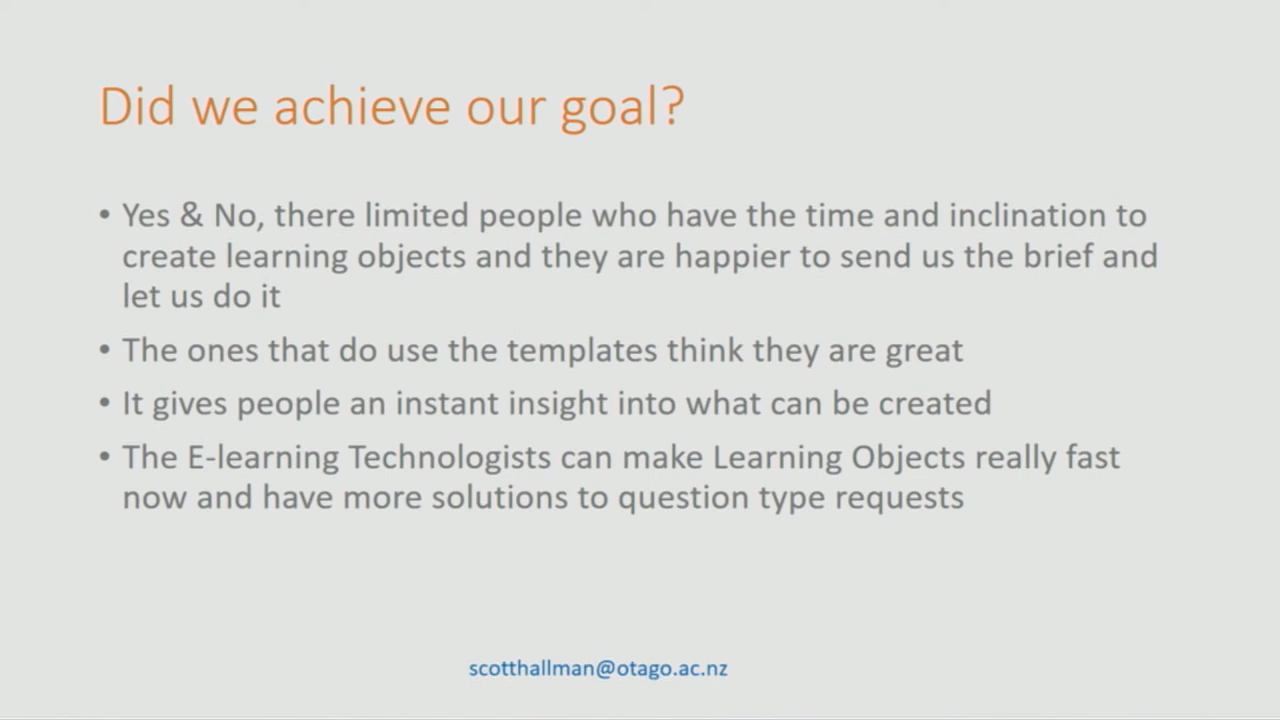 Did we achieve our goal?
• Yes & No, there limited people who have the time and inclination to
create learning objects and they are happier to send us the brief and
let us do it
• The ones that do use the templates think they are great
• It gives people an instant insight into what can be created
• The E-learning Technologists can make Learning Objects really fast
now and have more solutions to question type requests
scotthallman@otago.ac.nz